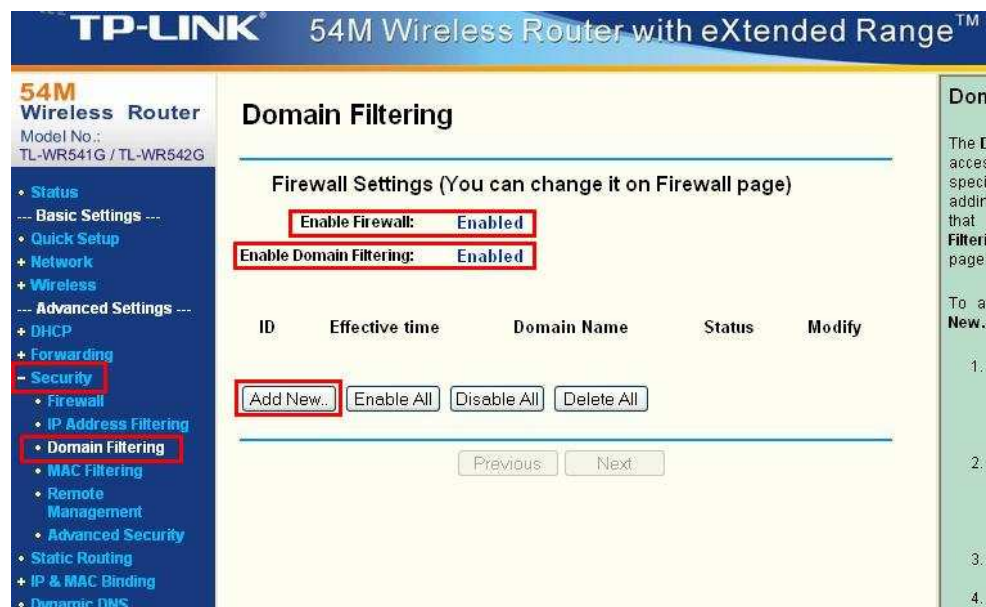 TP-LINK® 54M Wireless Router with eXtended Range™
54M
Wireless Router
Model No.:
TL-WR541G / TL-WR542G
• Status
--- Basic Settings ---
• Quick Setup
+ Network
+ Wireless
--- Advanced Settings ---
+ DHCP
+ Forwarding
– Security
• Firewall
• IP Address Filtering
• Domain Filtering
• MAC Filtering
• Remote
Management
• Advanced Security
• Static Routing
+ IP & MAC Binding
• Dynamic DNS
Domain Filtering
Firewall Settings (You can change it on Firewall page)
Enable Firewall: Enabled
Enable Domain Filtering: Enabled
ID Effective time Domain Name Status Modify
Add New.. Enable All Disable All Delete All
Previous Next
Dom
The D
acces
speci
addin
that
Filteri
page
To a
New.
1.
2.
3.
4.